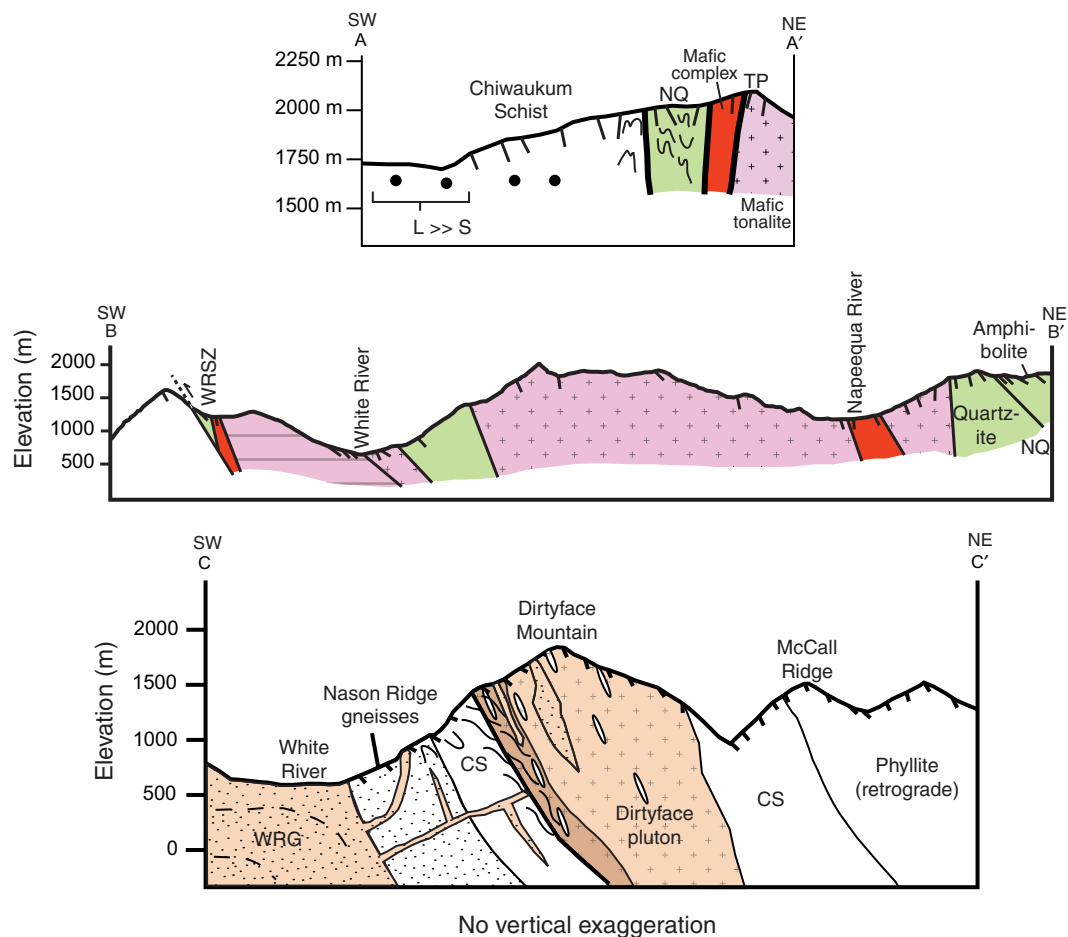 SW
A
NE
A′
2250 m
2000 m
1750 m
1500 m
Chiwaukum
Schist
NQ
Mafic
complex
TP
Mafic
tonalite
L >> S
SW
B
NE
B′
Elevation (m)
2000
1500
1000
500
WRSZ
White River
Napeequa River
Amphi-
bolite
Quartz-
ite
NQ
SW
C
NE
C′
Elevation (m)
2000
1500
1000
500
0
White
River
Nason Ridge
gneisses
Dirtyface
Mountain
McCall
Ridge
WRG
CS
Dirtyface
pluton
CS
Phyllite
(retrograde)
No vertical exaggeration